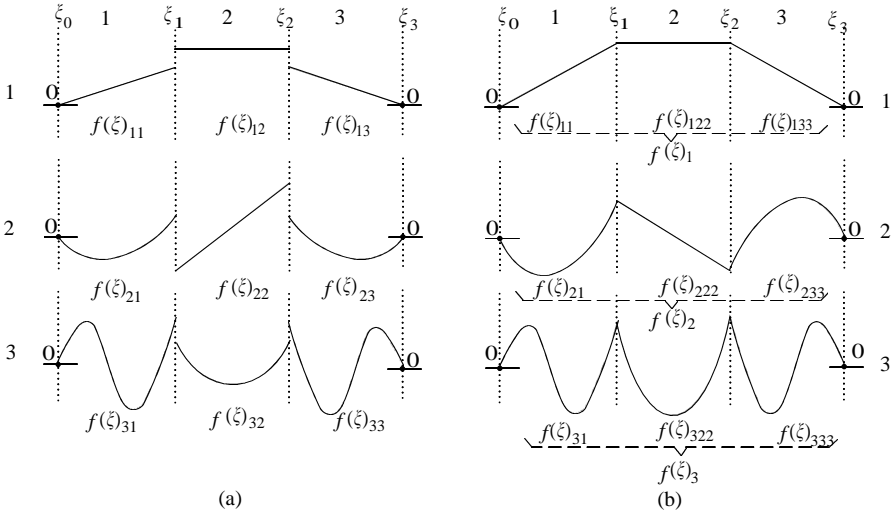 ξ0 1 ξ1 2 ξ2 3 ξ3
1 0 0
f(ξ)11 f(ξ)12 f(ξ)13
2 0 0
f(ξ)21 f(ξ)22 f(ξ)23
3 0 0
f(ξ)31 f(ξ)32 f(ξ)33
(a)
ξ0 1 ξ1 2 ξ2 3 ξ3
0 0 1
f(ξ)11 f(ξ)122 f(ξ)133
f(ξ)1
0 0 2
f(ξ)21 f(ξ)222 f(ξ)233
f(ξ)2
0 0 3
f(ξ)31 f(ξ)322 f(ξ)333
f(ξ)3
(b)